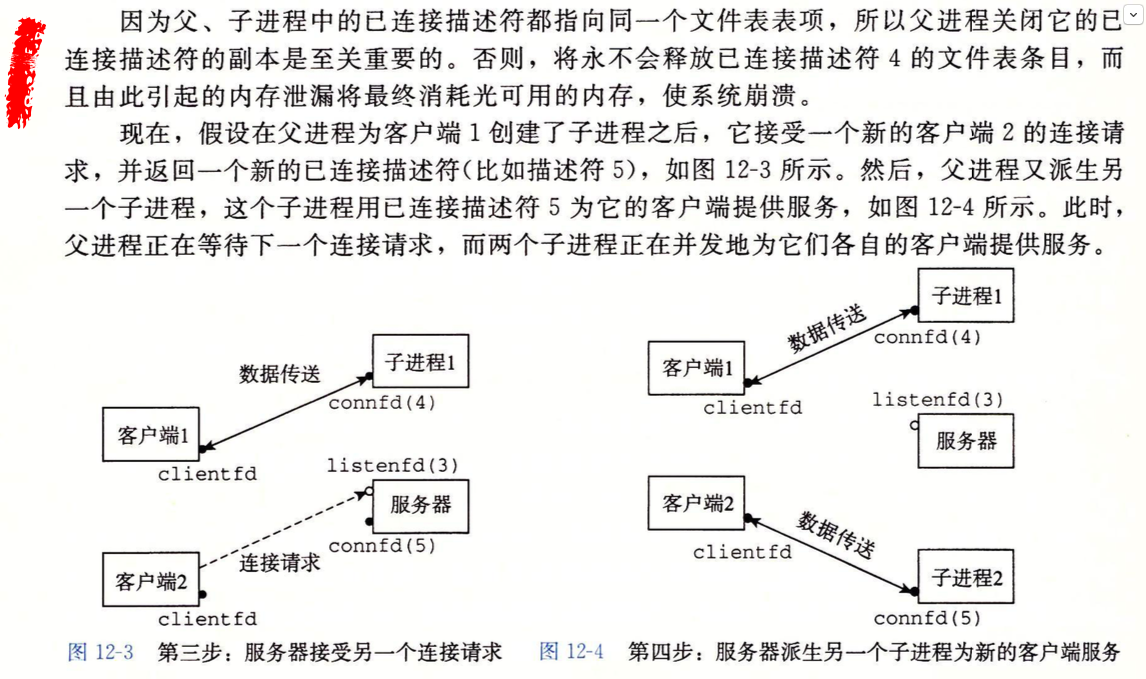 因为父、子进程中的已连接描述符都指向同一个文件表表项，所以父进程关闭它的已
连接描述符的副本是至关重要的。否则，将永不会释放已连接描述符 4 的文件表条目，而
且由此引起的内存泄漏将最终消耗光可用的内存，使系统崩溃。
现在，假设在父进程为客户端 1 创建了子进程之后，它接受一个新的客户端 2 的连接请
求，并返回一个新的已连接描述符(比如描述符 5)，如图 12-3 所示。然后，父进程又派生另
一个子进程，这个子进程用已连接描述符 5 为它的客户端提供服务，如图 12-4 所示。此时，
父进程正在等待下一个连接请求，而两个子进程正在并发地为它们各自的客户端提供服务。
子进程1
数据传送
connfd(4)
客户端1
clientfd
listenfd(3)
服务器
connfd(5)
连接请求
客户端2
clientfd
图 12-3 第三步：服务器接受另一个连接请求
子进程1
数据传送
connfd(4)
客户端1
clientfd
listenfd(3)
服务器
客户端2
clientfd
数据传送
子进程2
connfd(5)
图 12-4 第四步：服务器派生另一个子进程为新的客户端服务